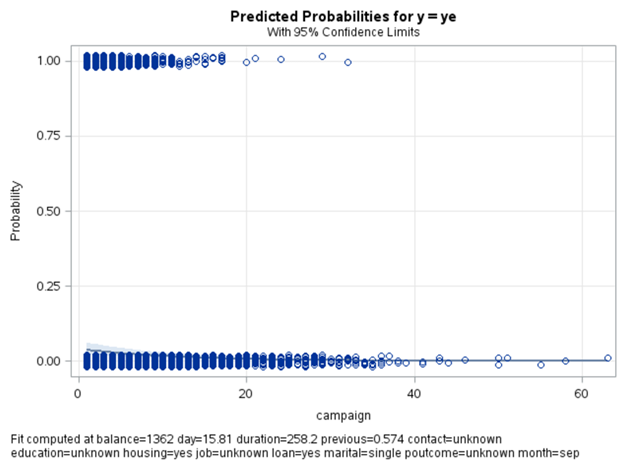 Predicted Probabilities for y = ye
With 95% Confidence Limits
1.00
0.75
0.50
0.25
0.00
Probability
0
20
40
60
campaign
Fit computed at balance=1362 day=15.81 duration=258.2 previous=0.574 contact=unknown
education=unknown housing=yes job=unknown loan=yes marital=single poutcome=unknown month=sep